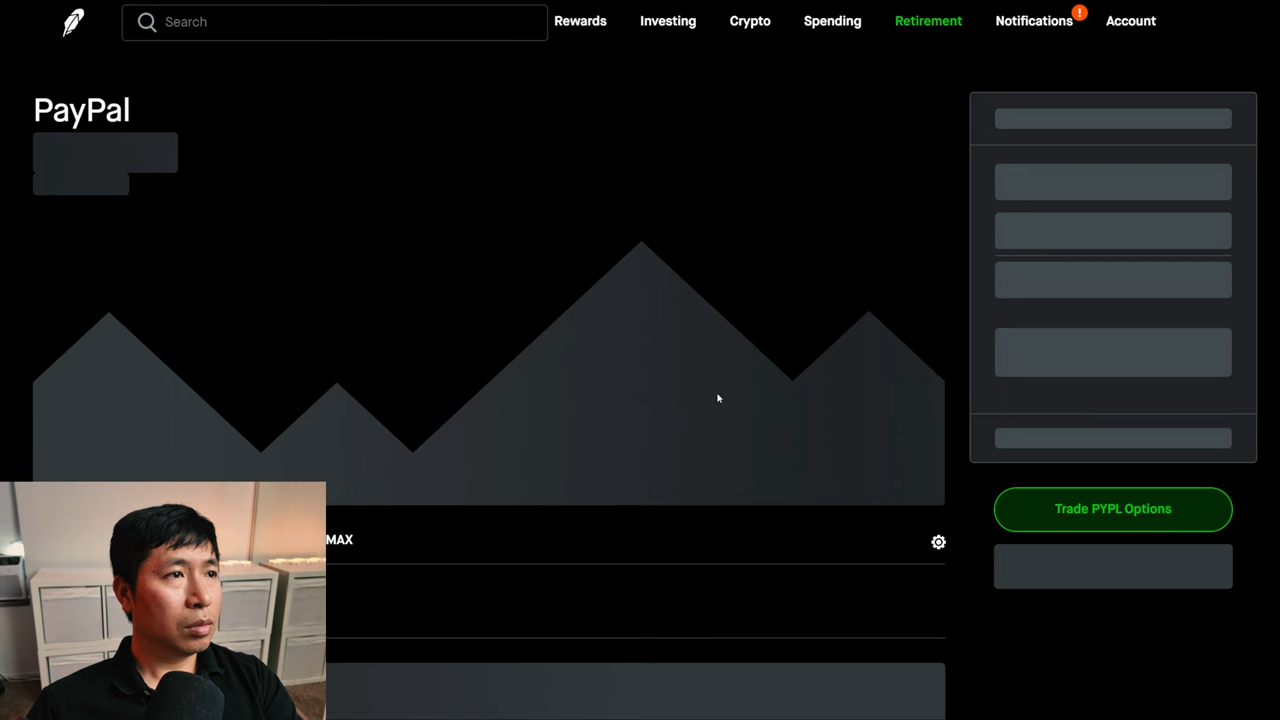 Search
Rewards
Investing
Crypto
Spending
Retirement
Notifications
!
Account
PayPal
MAX
Trade PYPL Options